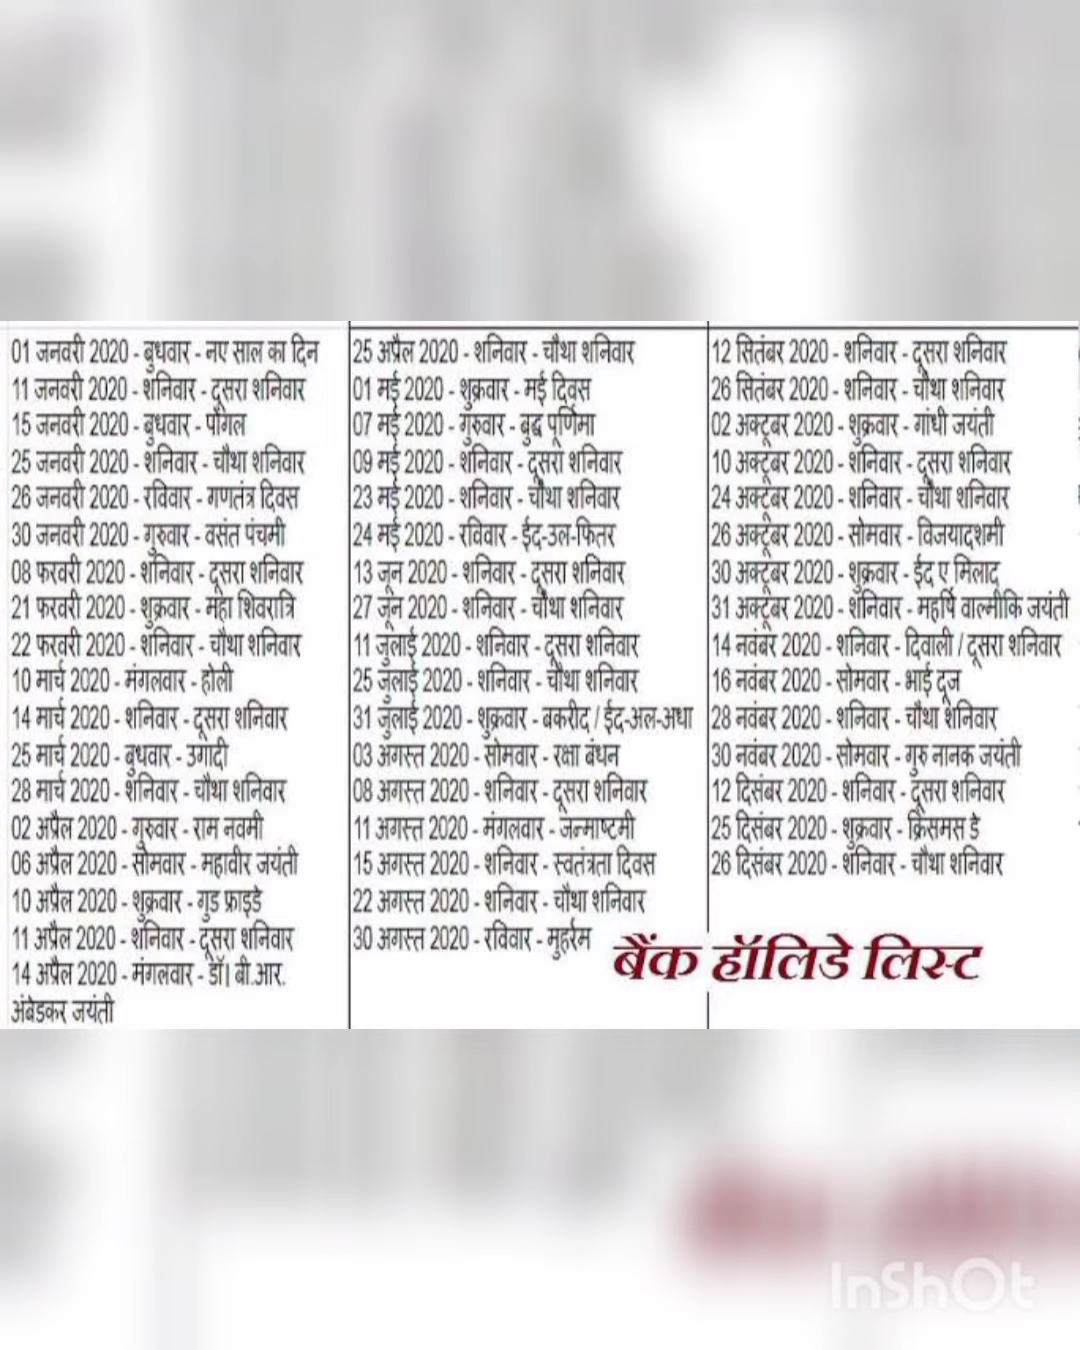 01 जनवरी 2020 - बुधवार - नए साल का दिन
11 जनवरी 2020 - शनिवार - दूसरा शनिवार
15 जनवरी 2020 - बुधवार - पोंगल
25 जनवरी 2020 - शनिवार - चौथा शनिवार
26 जनवरी 2020 - रविवार - गणतंत्र दिवस
30 जनवरी 2020 - गुरुवार - वसंत पंचमी
08 फरवरी 2020 - शनिवार - दूसरा शनिवार
21 फरवरी 2020 - शुक्रवार - महा शिवरात्रि
22 फरवरी 2020 - शनिवार - चौथा शनिवार
10 मार्च 2020 - मंगलवार - होली
14 मार्च 2020 - शनिवार - दूसरा शनिवार
25 मार्च 2020 - बुधवार - उगादी
28 मार्च 2020 - शनिवार - चौथा शनिवार
02 अप्रैल 2020 - गुरुवार - राम नवमी
06 अप्रैल 2020 - सोमवार - महावीर जयंती
10 अप्रैल 2020 - शुक्रवार - गुड फ्राइडे
11 अप्रैल 2020 - शनिवार - दूसरा शनिवार
14 अप्रैल 2020 - मंगलवार - डॉ। बी.आर.
अंबेडकर जयंती
25 अप्रैल 2020 - शनिवार - चौथा शनिवार
01 मई 2020 - शुक्रवार - मई दिवस
07 मई 2020 - गुरुवार - बुद्ध पूर्णिमा
09 मई 2020 - शनिवार - दूसरा शनिवार
23 मई 2020 - शनिवार - चौथा शनिवार
24 मई 2020 - रविवार - ईद-उल-फितर
13 जून 2020 - शनिवार - दूसरा शनिवार
27 जून 2020 - शनिवार - चौथा शनिवार
11 जुलाई 2020 - शनिवार - दूसरा शनिवार
25 जुलाई 2020 - शनिवार - चौथा शनिवार
31 जुलाई 2020 - शुक्रवार - बकरीद / ईद-अल-अधा
03 अगस्त 2020 - सोमवार - रक्षा बंधन
08 अगस्त 2020 - शनिवार - दूसरा शनिवार
11 अगस्त 2020 - मंगलवार - जन्माष्टमी
15 अगस्त 2020 - शनिवार - स्वतंत्रता दिवस
22 अगस्त 2020 - शनिवार - चौथा शनिवार
30 अगस्त 2020 - रविवार - मुहर्रम
12 सितंबर 2020 - शनिवार - दूसरा शनिवार
26 सितंबर 2020 - शनिवार - चौथा शनिवार
02 अक्टूबर 2020 - शुक्रवार - गांधी जयंती
10 अक्टूबर 2020 - शनिवार - दूसरा शनिवार
24 अक्टूबर 2020 - शनिवार - चौथा शनिवार
26 अक्टूबर 2020 - सोमवार - विजयादशमी
30 अक्टूबर 2020 - शुक्रवार - ईद ए मिलाद
31 अक्टूबर 2020 - शनिवार - महर्षि वाल्मीकि जयंती
14 नवंबर 2020 - शनिवार - दिवाली / दूसरा शनिवार
16 नवंबर 2020 - सोमवार - भाई दूज
28 नवंबर 2020 - शनिवार - चौथा शनिवार
30 नवंबर 2020 - सोमवार - गुरु नानक जयंती
12 दिसंबर 2020 - शनिवार - दूसरा शनिवार
25 दिसंबर 2020 - शुक्रवार - क्रिसमस डे
26 दिसंबर 2020 - शनिवार - चौथा शनिवार
बैंक हॉलिडे लिस्ट
InShOt